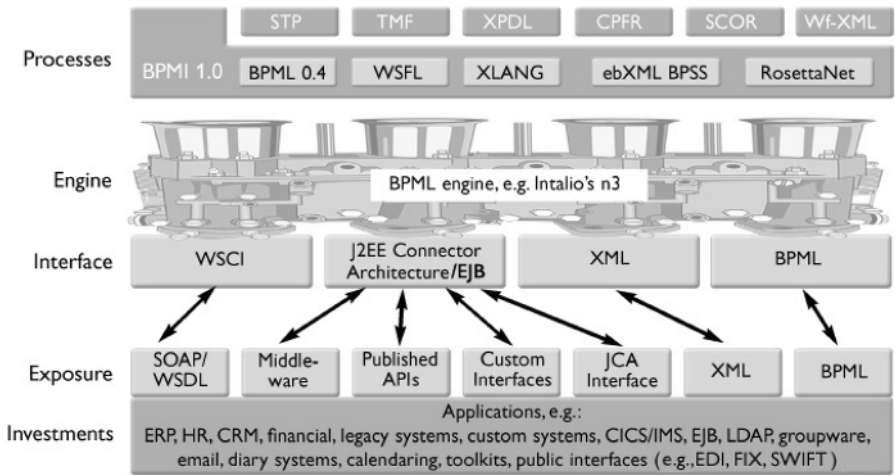 STP TMF XPDL CPFR SCOR Wf-XML
Processes
BPMI 1.0
BPML 0.4 WSFL XLANG ebXML BPSS RosettaNet
Engine
BPML engine, e.g. Intalio's n3
Interface
WSCI
J2EE Connector
Architecture/EJB
XML
BPML
Exposure
SOAP/
WSDL
Middle-
ware
Published
APIs
Custom
Interfaces
JCA
Interface
XML
BPML
Investments
Applications, e.g.:
ERP, HR, CRM, financial, legacy systems, custom systems, CICS/IMS, EJB, LDAP, groupware,
email, diary systems, calendaring, toolkits, public interfaces (e.g.,EDI, FIX, SWIFT )